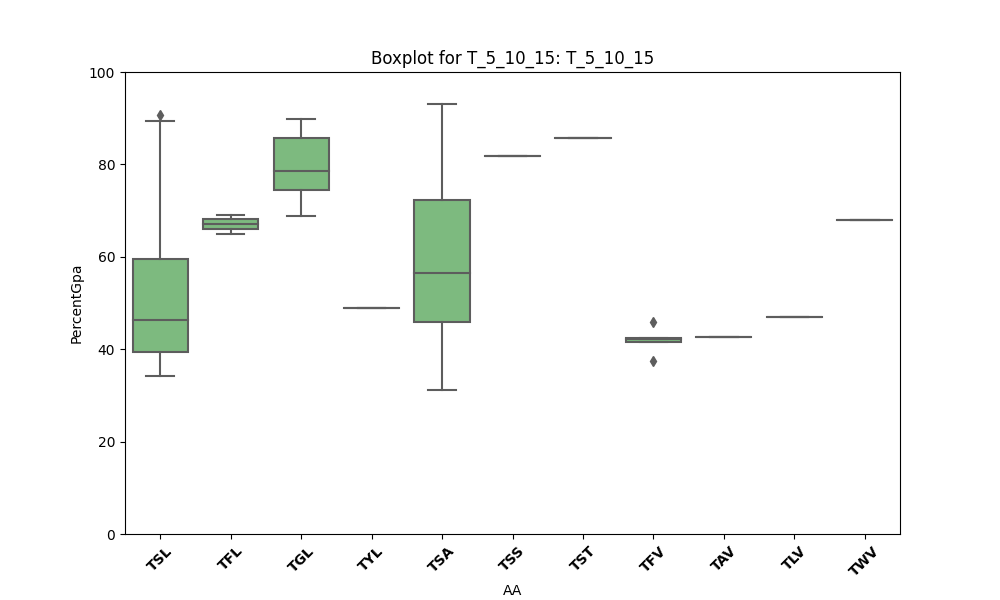 Boxplot for T_5_10_15: T_5_10_15
100
80
60
40
20
0
PercentGpa
TSL TFL TGL TYL TSA TSS TST TFV TAV TLV TWV
AA